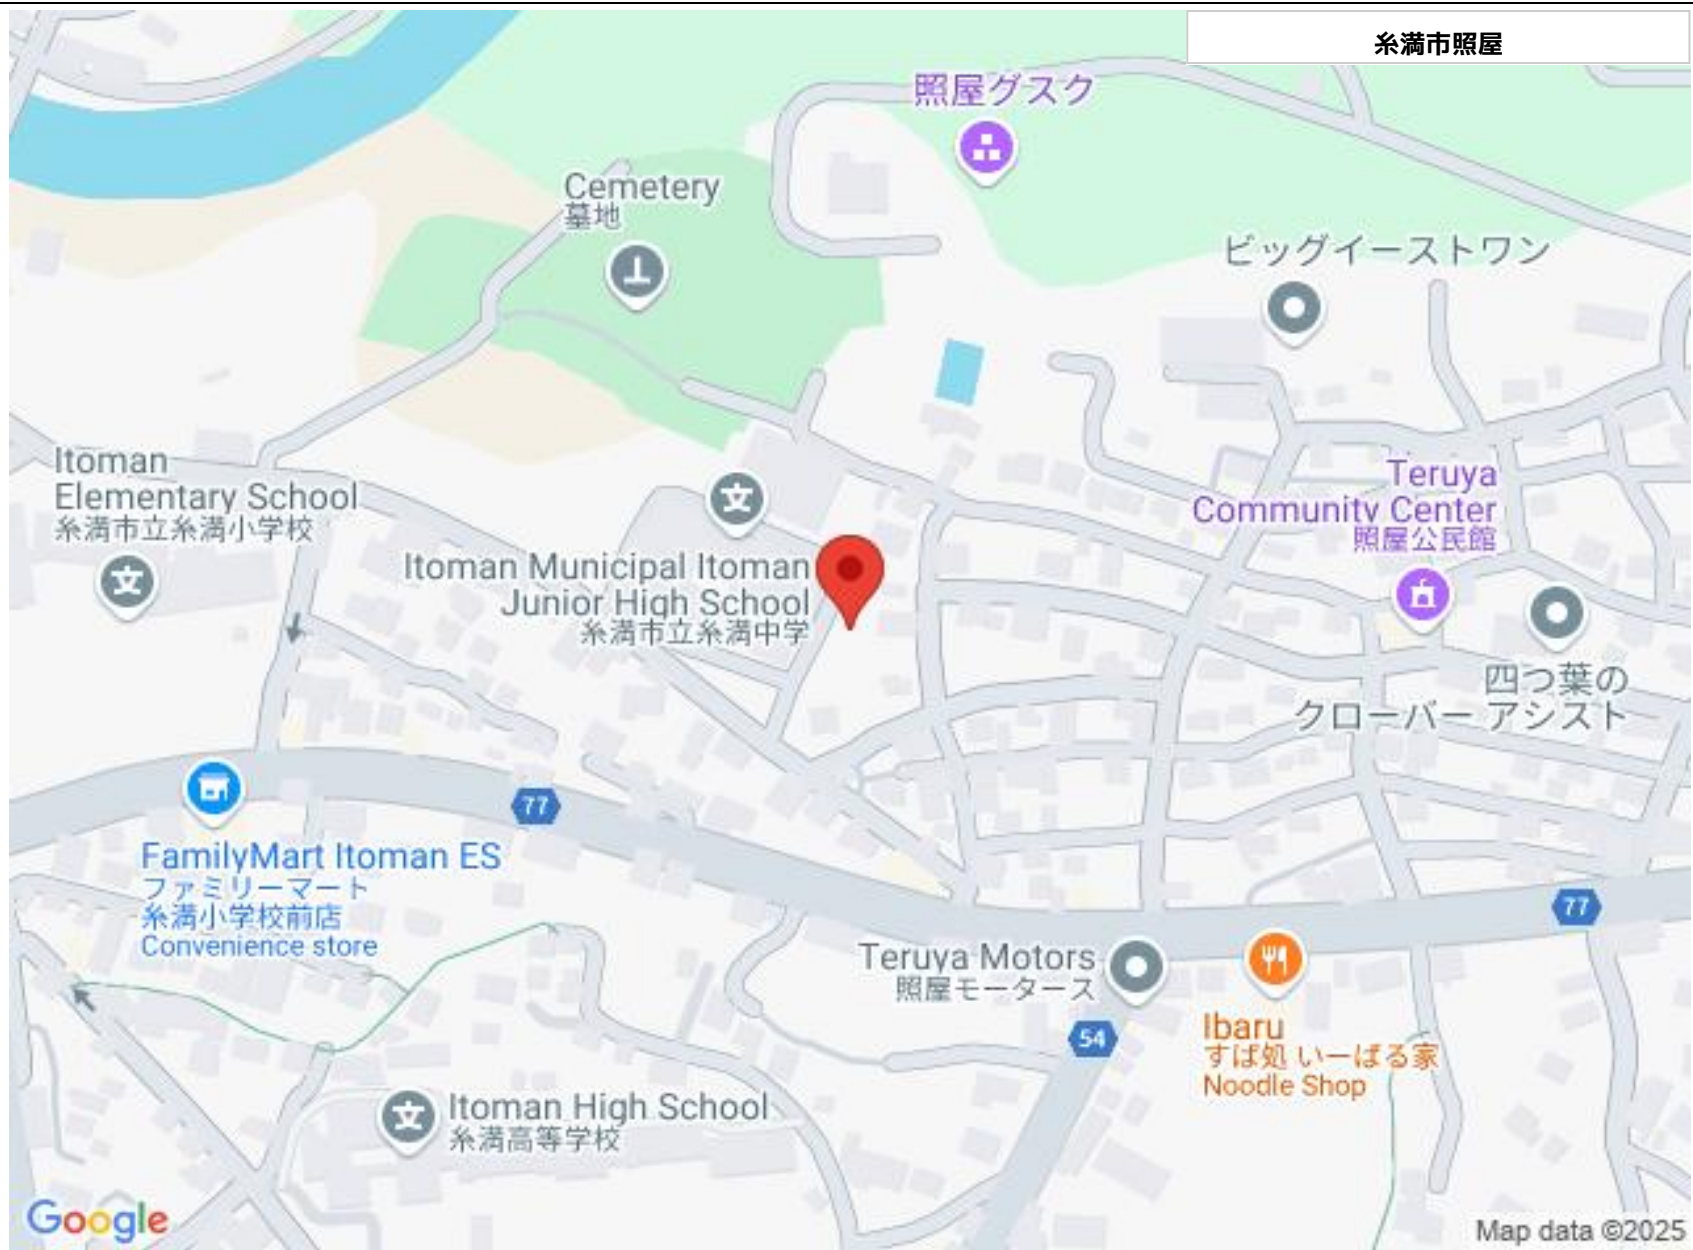 糸満市照屋
照屋グスク
Cemetery
墓地
ビッグイーストワン
Itoman
Elementary School
糸満市立糸満小学校
Teruya
Community Center
照屋公民館
Itoman Municipal Itoman
Junior High School
糸満市立糸満中学
四つ葉の
クローバー アシスト
77
FamilyMart Itoman ES
ファミリーマート
糸満小学校前店
Convenience store
77
Teruya Motors
照屋モータース
54
Ibaru
すば処 いーばる家
Noodle Shop
Itoman High School
糸満高等学校
Google
Map data ©2025